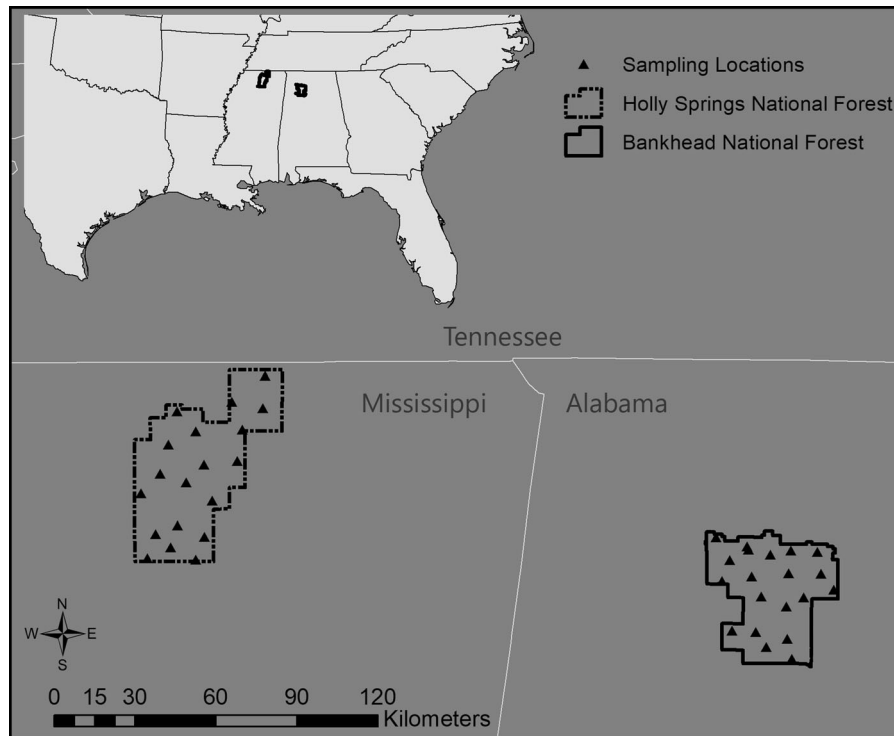 Sampling Locations
Holly Springs National Forest
Bankhead National Forest
Tennessee
Mississippi
Alabama
N
W E
S
0 15 30 60 90 120
Kilometers